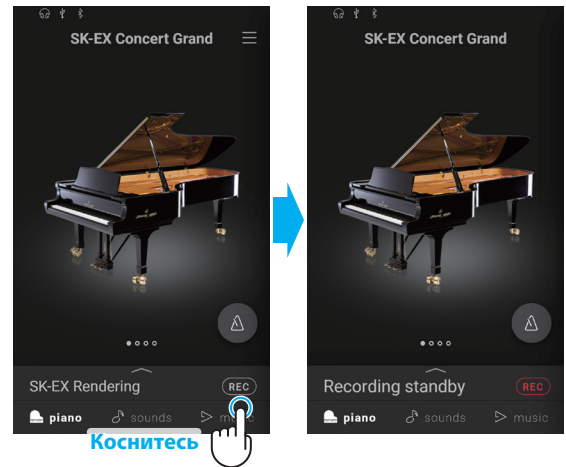 SK-EX Concert Grand
SK-EX Rendering REC
piano sounds music
Коснитесь
SK-EX Concert Grand
Recording standby REC
piano sounds music